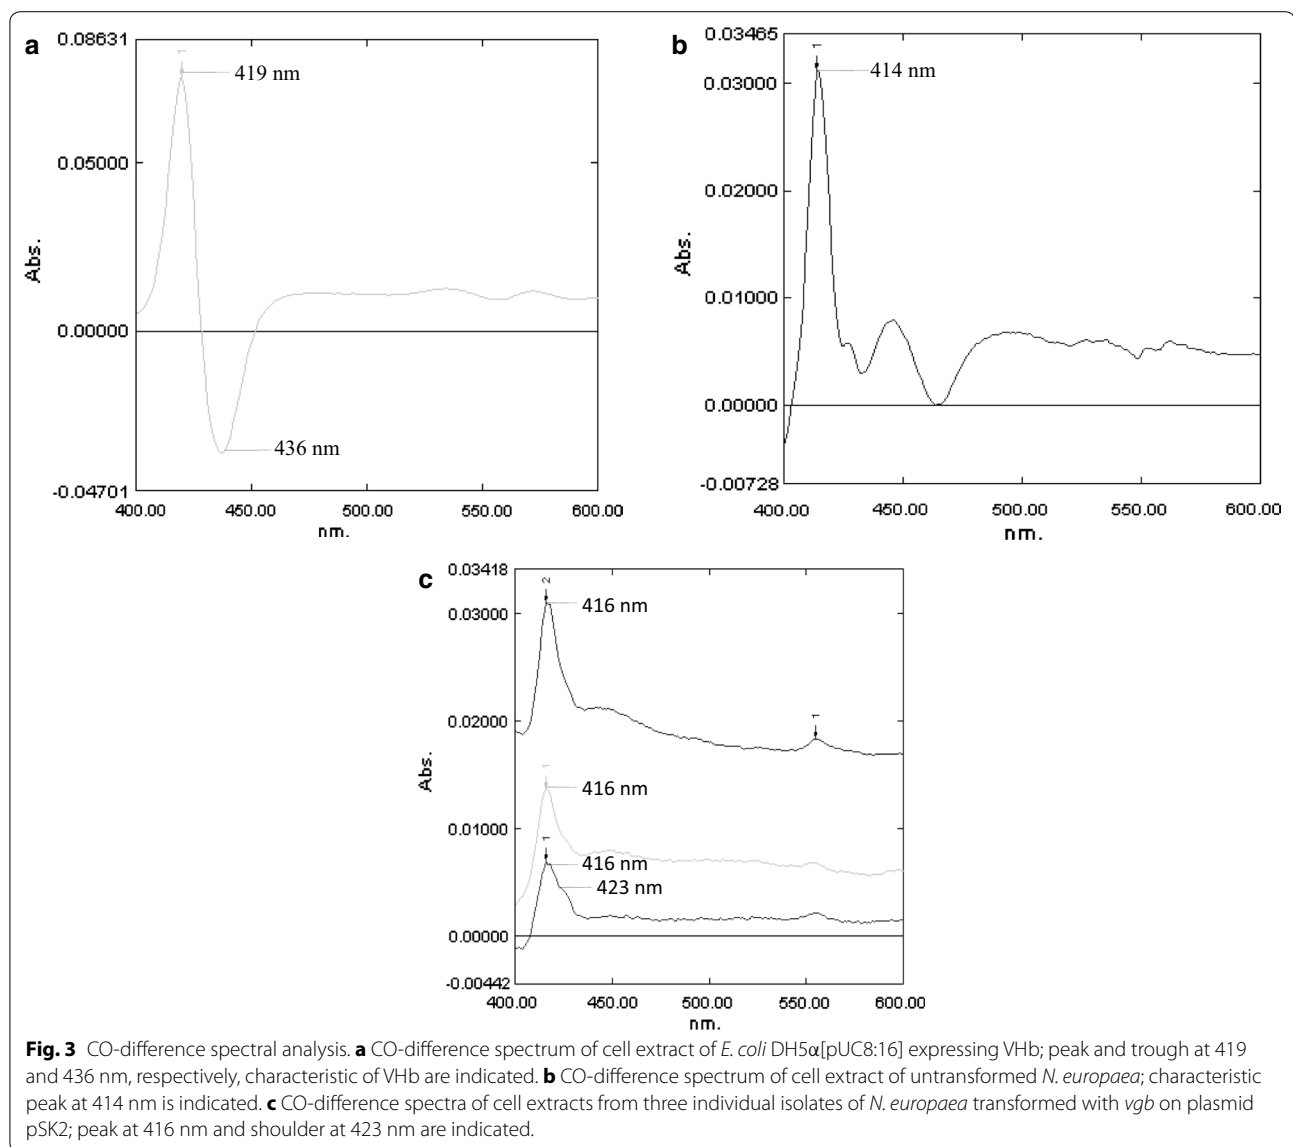 a
0.08631
1
419 nm
0.05000
Abs.
0.00000
436 nm
-0.04701
400.00 450.00 500.00 550.00 600.00
nm.
b
0.03465
1
0.03000
414 nm
0.02000
Abs.
0.01000
0.00000
-0.00728
400.00 450.00 500.00 550.00 600.00
nm.
c
0.03418
2
416 nm
0.03000
0.02000
1
Abs.
1
416 nm
0.01000
1
416 nm
423 nm
0.00000
-0.00442
400.00 450.00 500.00 550.00 600.00
nm.
Fig. 3 CO-difference spectral analysis. a CO-difference spectrum of cell extract of E. coli DH5α[pUC8:16] expressing VHb; peak and trough at 419
and 436 nm, respectively, characteristic of VHb are indicated. b CO-difference spectrum of cell extract of untransformed N. europaea; characteristic
peak at 414 nm is indicated. c CO-difference spectra of cell extracts from three individual isolates of N. europaea transformed with vgb on plasmid
pSK2; peak at 416 nm and shoulder at 423 nm are indicated.